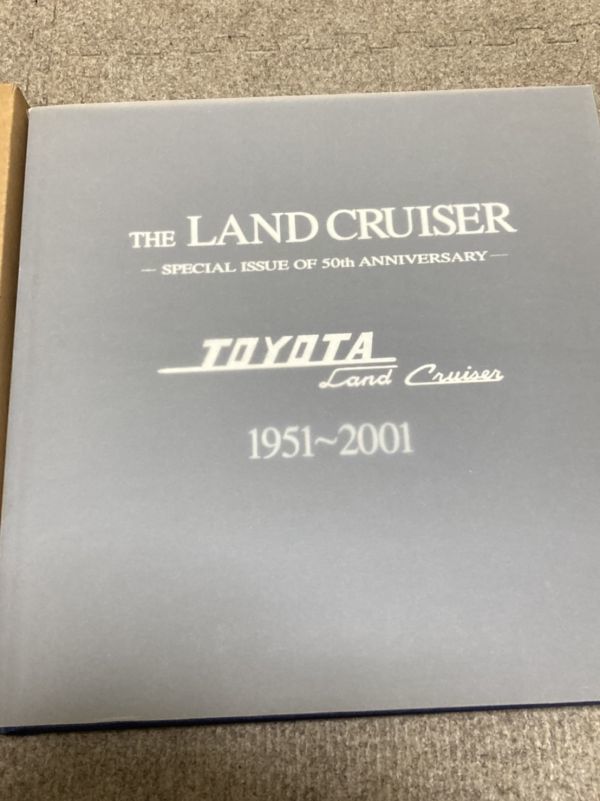 THE LAND CRUISER
— SPECIAL ISSUE OF 50th ANNIVERSARY —
TOYOTA
Land Cruiser
1951~2001